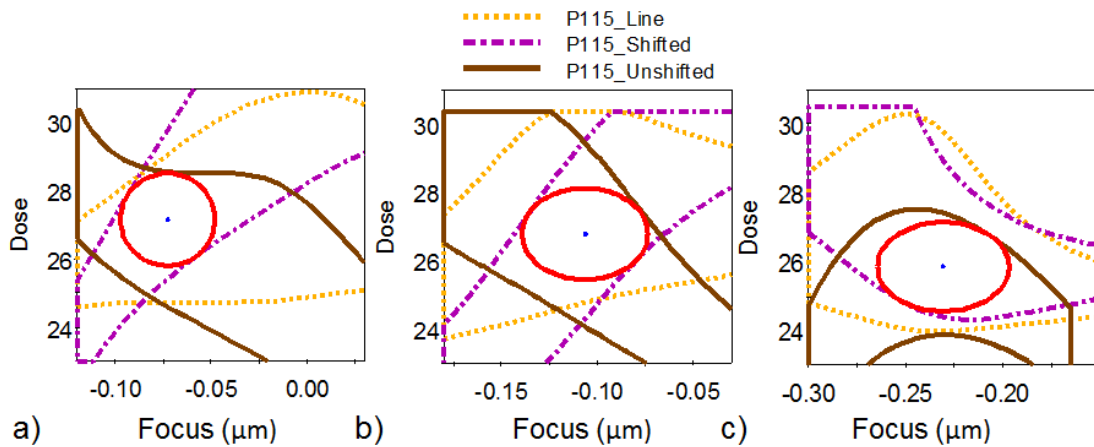 P115_Line
P115_Shifted
P115_Unshifted
30
28
26
24
Dose
-0.10
-0.05
0.00
a)
Focus (μm)
30
28
26
24
Dose
-0.15
-0.10
-0.05
b)
Focus (μm)
30
28
26
24
Dose
-0.30
-0.25
-0.20
c)
Focus (μm)